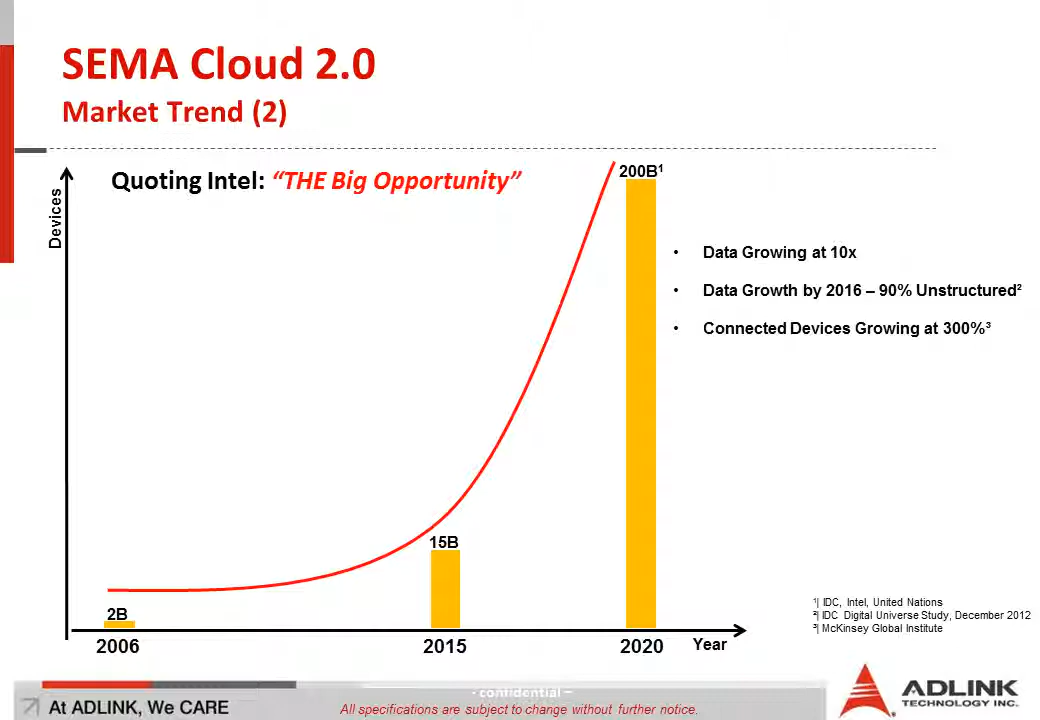 SEMA Cloud 2.0
Market Trend (2)
Devices
Quoting Intel: “THE Big Opportunity”
200B¹
• Data Growing at 10x
• Data Growth by 2016 – 90% Unstructured²
• Connected Devices Growing at 300%³
15B
2B
2006
2015
2020
Year
¹| IDC, Intel, United Nations
²| IDC Digital Universe Study, December 2012
³| McKinsey Global Institute
- confidential –
At ADLINK, We CARE
All specifications are subject to change without further notice.
ADLINK
TECHNOLOGY INC.